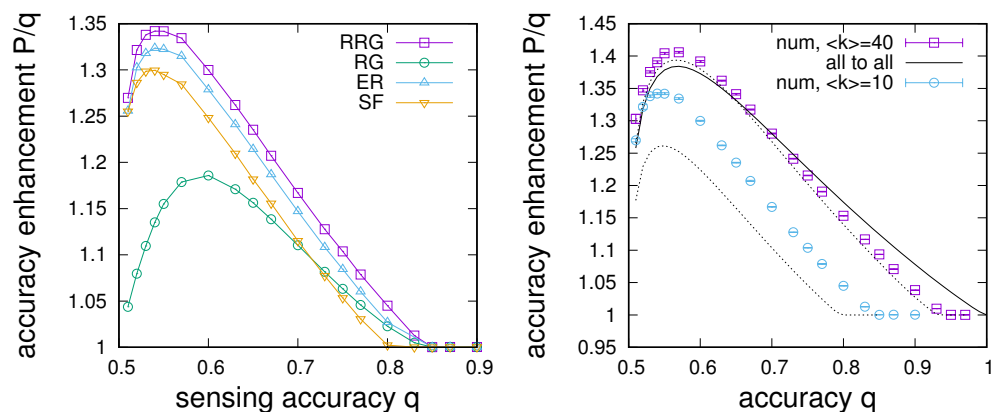 accuracy enhancement P/q
1.35
1.3
1.25
1.2
1.15
1.1
1.05
1
0.5 0.6 0.7 0.8 0.9
sensing accuracy q
RRG
RG
ER
SF
accuracy enhancement P/q
1.45
1.4
1.35
1.3
1.25
1.2
1.15
1.1
1.05
1
0.95
0.5 0.6 0.7 0.8 0.9 1
accuracy q
num, <k>=40
all to all
num, <k>=10